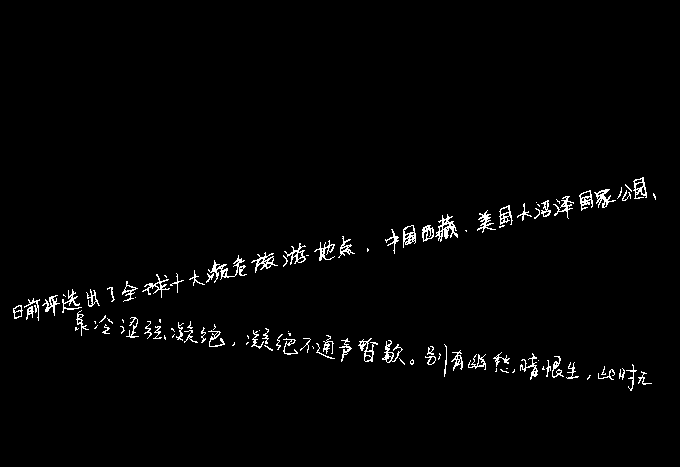 日前评选出了全球十大濒危旅游地点，中国西藏、美国大沼泽国家公园、
泉冷涩弦凝绝，凝绝不通声暂歇。别有幽愁暗恨生，此时无